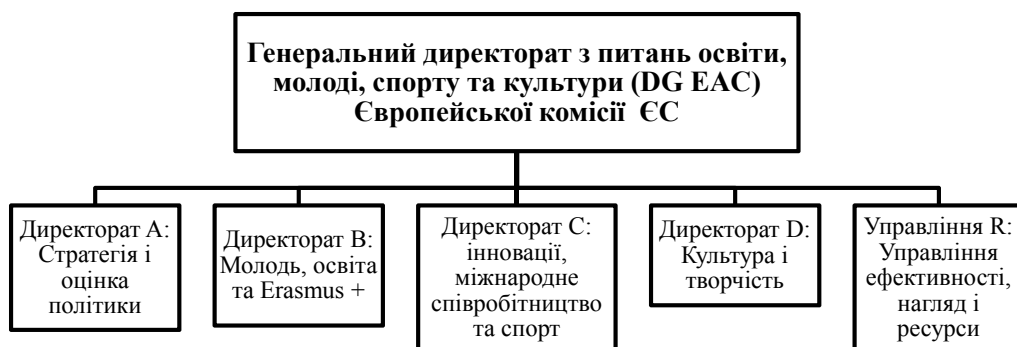 Генеральний директорат з питань освіти,
молоді, спорту та культури (DG EAC)
Європейської комісії ЄС
Директорат А:
Стратегія і
оцінка
політики
Директорат В:
Молодь, освіта
та Erasmus +
Директорат С:
інновації,
міжнародне
співробітництво
та спорт
Директорат D:
Культура і
творчість
Управління R:
Управління
ефективності,
нагляд і
ресурси